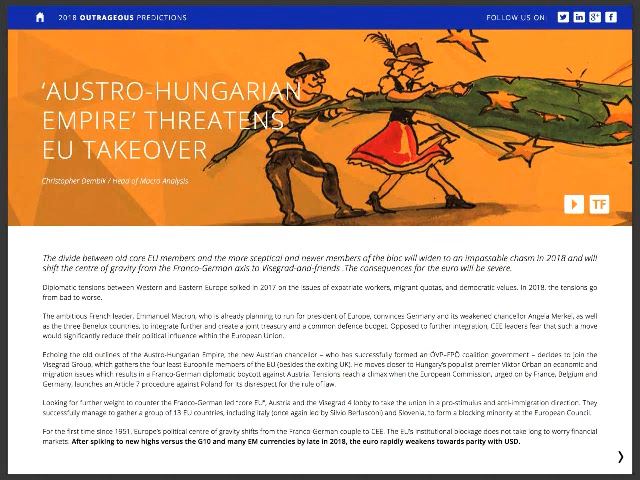 2018 OUTRAGEOUS PREDICTIONS
FOLLOW US ON:
‘AUSTRO-HUNGARIAN
EMPIRE’ THREATENS
EU TAKEOVER
Christopher Dembik / Head of Macro Analysis
TF
The divide between old core EU members and the more sceptical and newer members of the bloc will widen to an impassable chasm in 2018 and will
shift the centre of gravity from the Franco-German axis to Visegrad-and-friends .The consequences for the euro will be severe.
Diplomatic tensions between Western and Eastern Europe spiked in 2017 on the issues of expatriate workers, migrant quotas, and democratic values. In 2018, the tensions go
from bad to worse.
The ambitious French leader, Emmanuel Macron, who is already planning to run for president of Europe, convinces Germany and its weakened chancellor Angela Merkel, as well
as the three Benelux countries, to integrate further and create a joint treasury and a common defence budget. Opposed to further integration, CEE leaders fear that such a move
would significantly reduce their political influence within the European Union.
Echoing the old outlines of the Austro-Hungarian Empire, the new Austrian chancellor – who has successfully formed an ÖVP–FPÖ coalition government – decides to join the
Visegrad Group, which gathers the four least Europhile members of the EU (besides the exiting UK). He moves closer to Hungary's populist premier Viktor Orban on economic and
migration issues which results in a Franco-German diplomatic boycott against Austria. Tensions reach a climax when the European Commission, urged on by France, Belgium and
Germany, launches an Article 7 procedure against Poland for its disrespect for the rule of law.
Looking for further weight to counter the Franco-German led “core EU”, Austria and the Visegrad 4 lobby to take the union in a pro-stimulus and anti-immigration direction. They
successfully manage to gather a group of 13 EU countries, including Italy (once again led by Silvio Berlusconi) and Slovenia, to form a blocking minority at the European Council.
For the first time since 1951, Europe's political centre of gravity shifts from the Franco-German couple to CEE. The EU's institutional blockage does not take long to worry financial
markets. After spiking to new highs versus the G10 and many EM currencies by late in 2018, the euro rapidly weakens towards parity with USD.